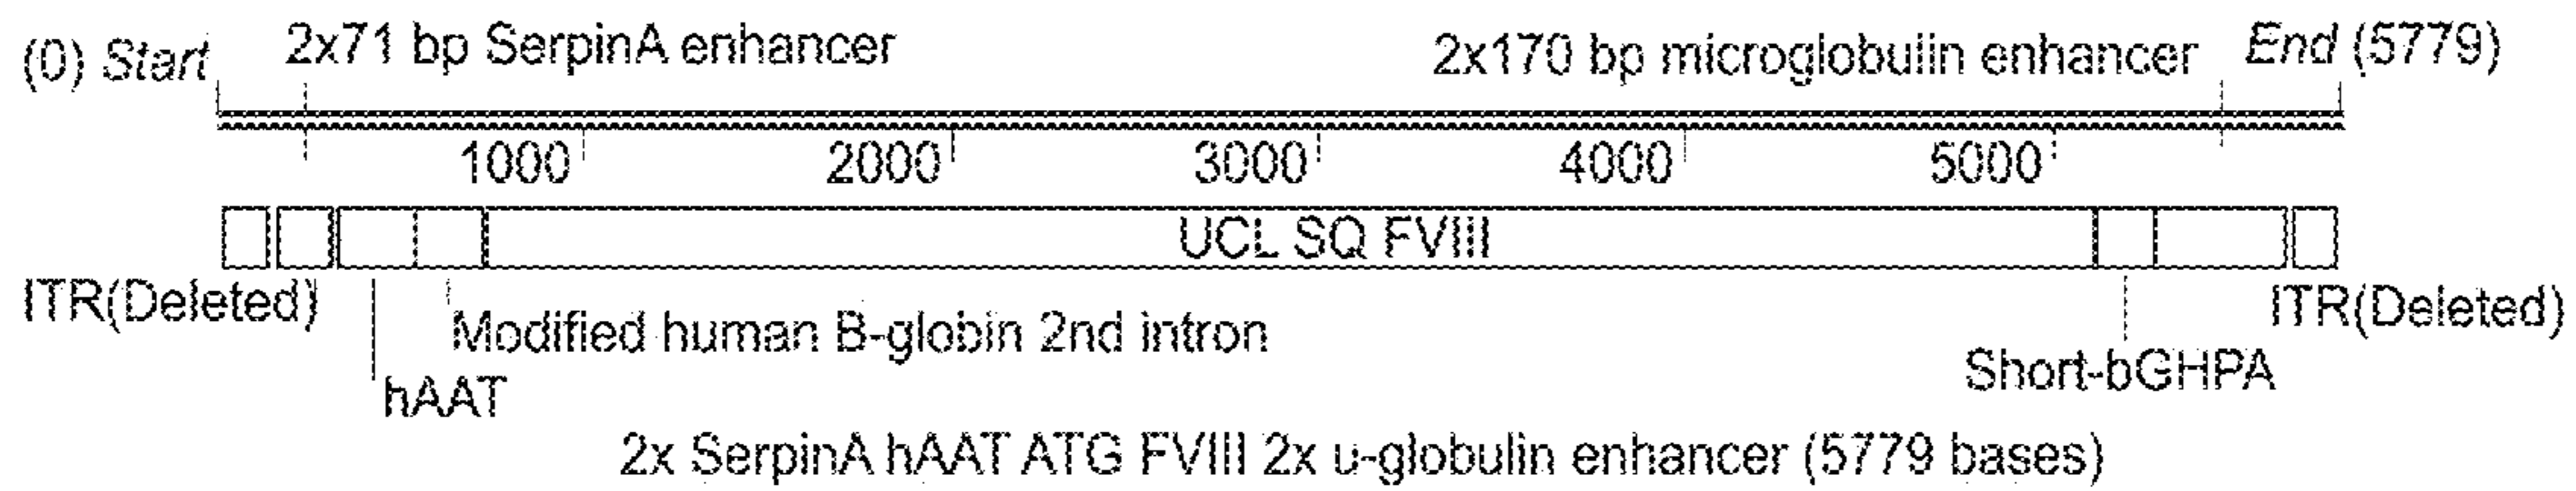 (0) Start 2x71 bp SerpinA enhancer 2x170 bp microglobulin enhancer End (5779)
1000 2000 3000 4000 5000
UCL SQ FVIII
ITR(Deleted) Modified human B-globin 2nd intron ITR(Deleted)
hAAT Short-bGHPA
2x SerpinA hAAT ATG FVIII 2x u-globulin enhancer (5779 bases)